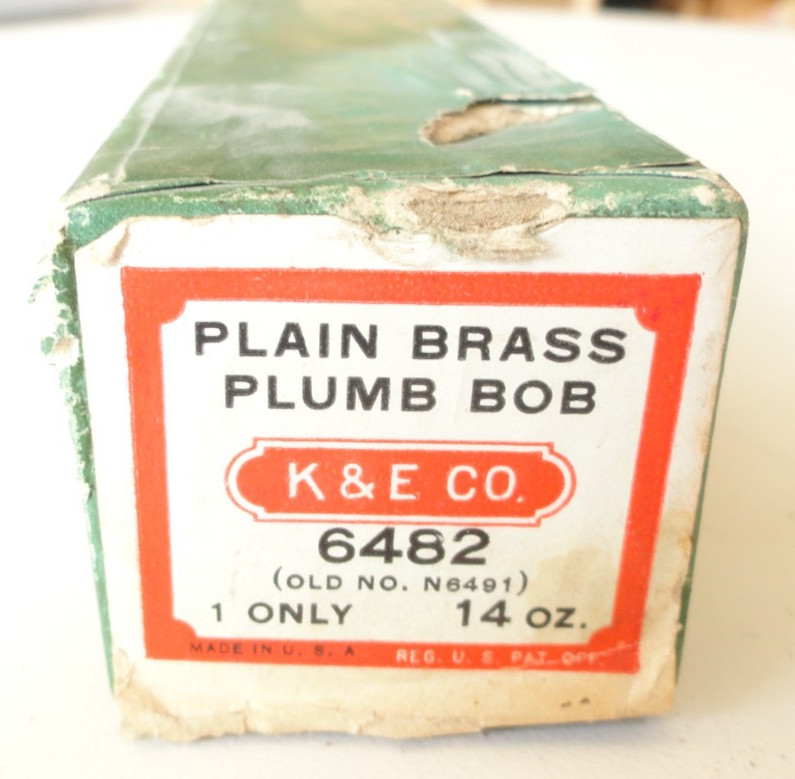 PLAIN BRASS
PLUMB BOB
K & E CO.
6482
(OLD NO. N6491)
1 ONLY 14 OZ.
MADE IN U. S. A REG. U. S. PAT. OFF.